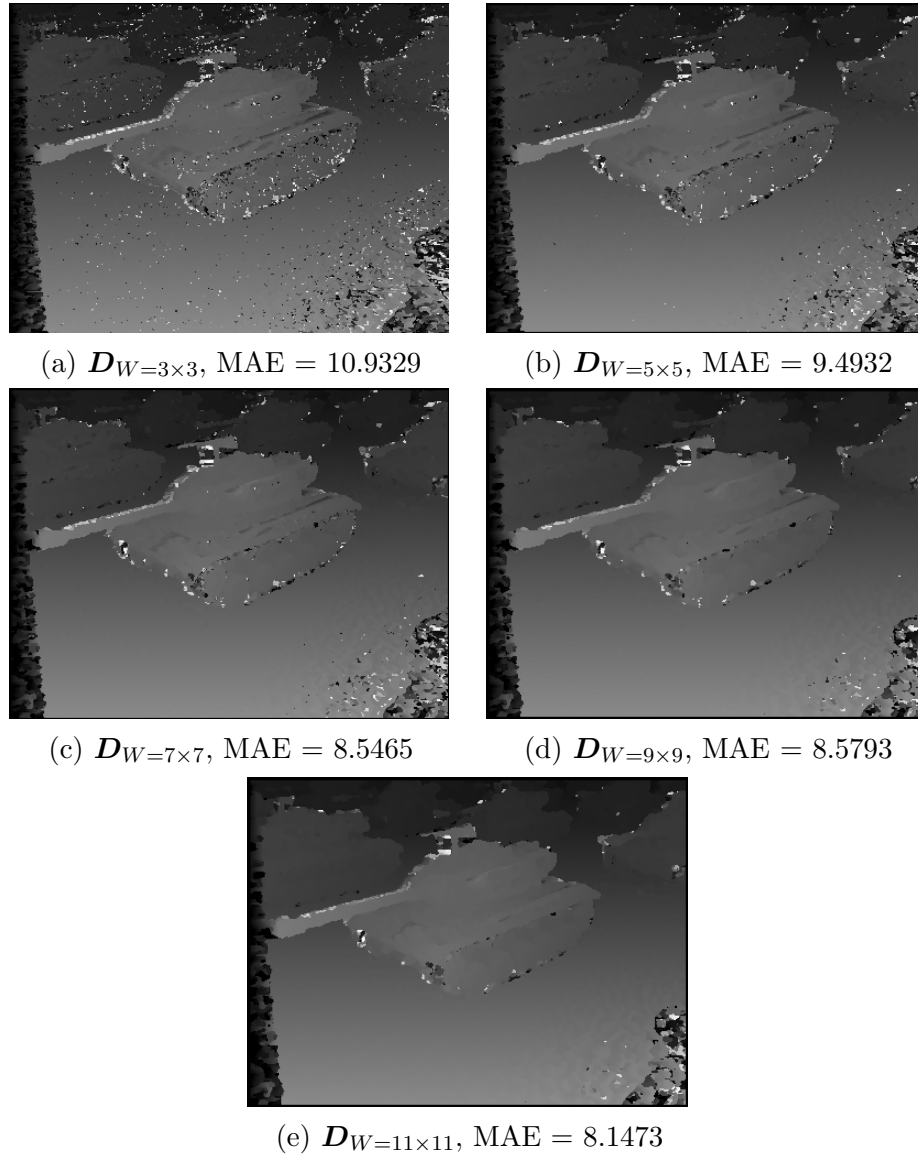 (a) D_{W=3×3}, MAE = 10.9329
(b) D_{W=5×5}, MAE = 9.4932
(c) D_{W=7×7}, MAE = 8.5465
(d) D_{W=9×9}, MAE = 8.5793
(e) D_{W=11×11}, MAE = 8.1473